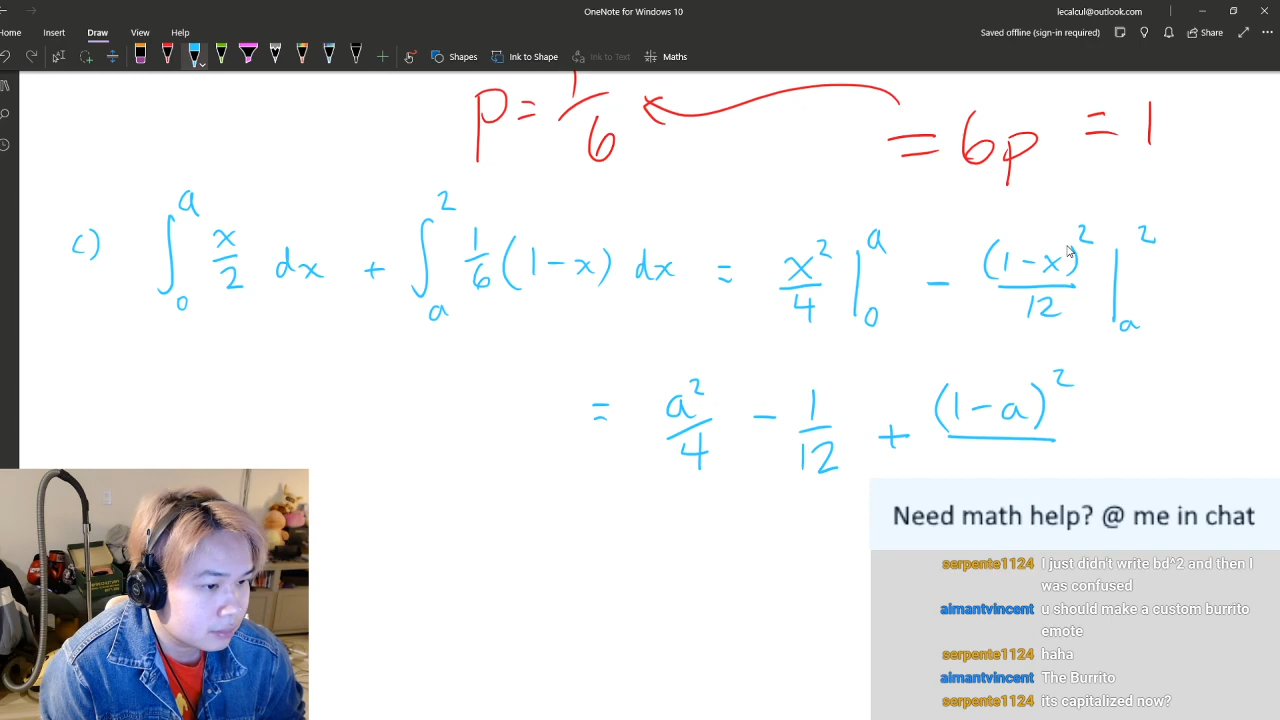 OneNote for Windows 10
lecalcul@outlook.com
Home Insert Draw View Help
Saved offline (sign-in required)
Share
Shapes
Ink to Shape
Ink to Text
Maths
p = 1/6 = 6p = 1
c) ∫₀ᵃ x/2 dx + ∫ₐ² 1/6 (1-x) dx = x²/4 |₀ᵃ - (1-x)²/12 |ₐ²
= a²/4 - 1/12 + (1-a)²
Need math help? @ me in chat
serpente1124 I just didn't write bd^2 and then I
was confused
aimantvincent u should make a custom burrito
emote
serpente1124 haha
aimantvincent The Burrito
serpente1124 its capitalized now?